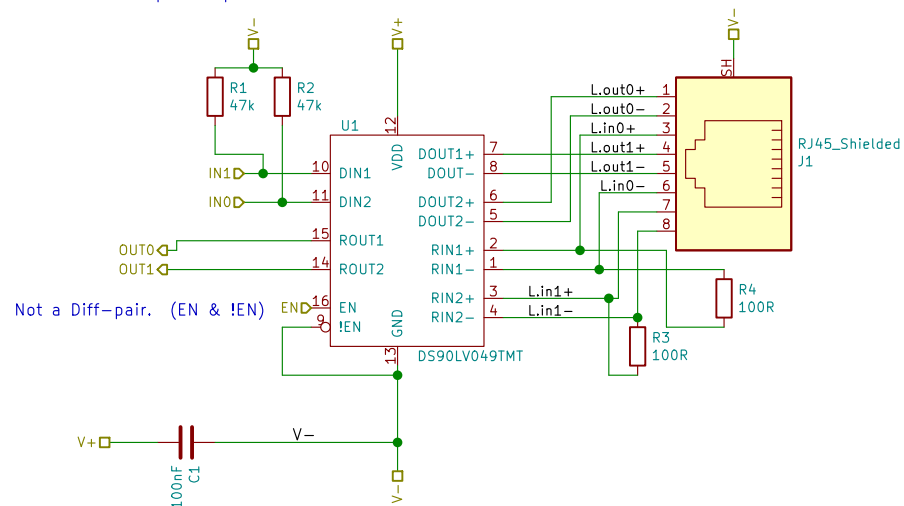 V-
V+
V-
R1
47k
R2
47k
SH
U1
12
VDD
L.out0+
1
L.out0-
2
L.in0+
3
L.out1+
4
L.out1-
5
L.in0-
6
7
8
RJ45_Shielded
J1
IN1
10
DIN1
DOUT1+
7
DOUT-
8
IN0
11
DIN2
DOUT2+
6
DOUT2-
5
OUT0
15
ROUT1
RIN1+
2
OUT1
14
ROUT2
RIN1-
1
Not a Diff-pair. (EN & !EN)
EN
16
EN
RIN2+
3
L.in1+
9
!EN
RIN2-
4
L.in1-
GND
13
DS90LV049TMT
R4
100R
R3
100R
V+
100nF
C1
V-
V-